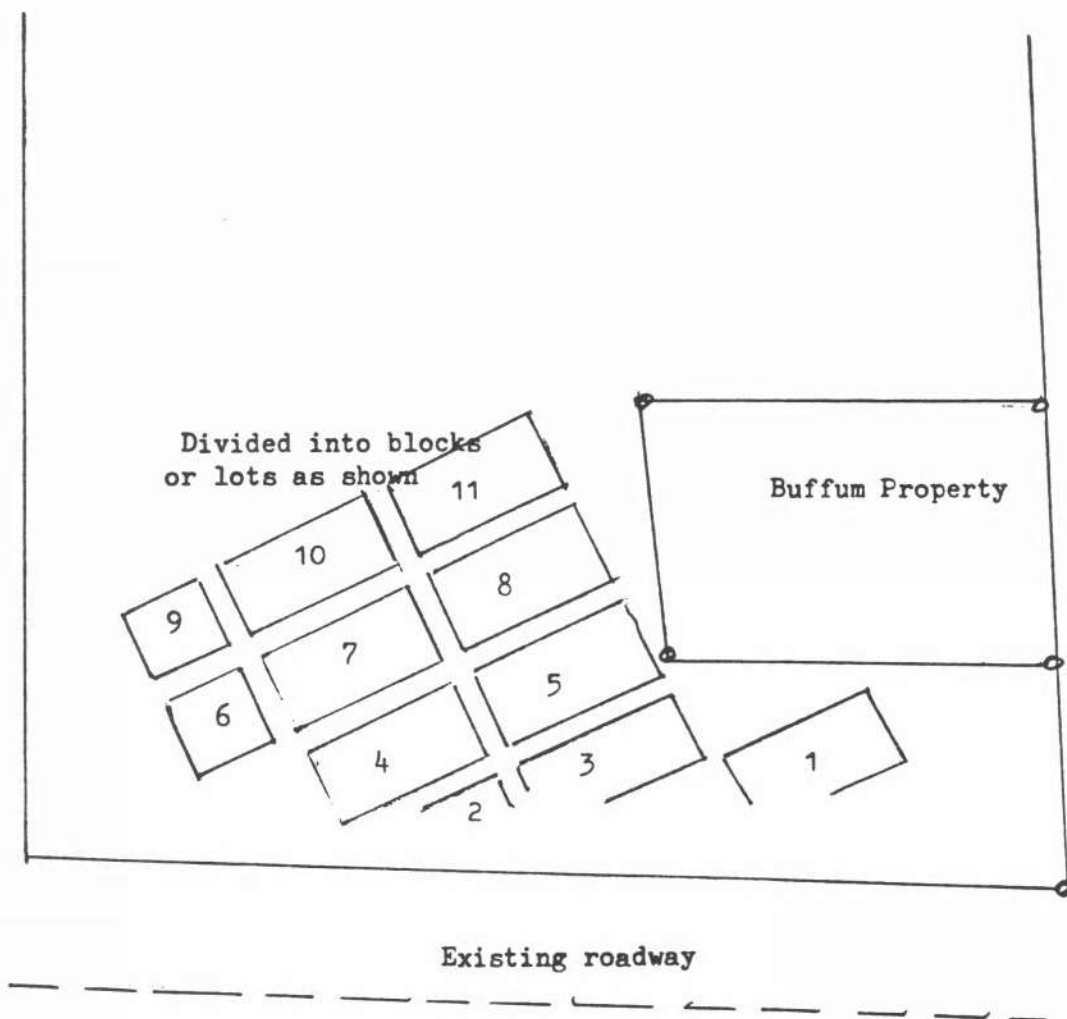 Divided into blocks
or lots as shown
11
Buffum Property
10
8
9
7
5
6
4
3
1
2
Existing roadway